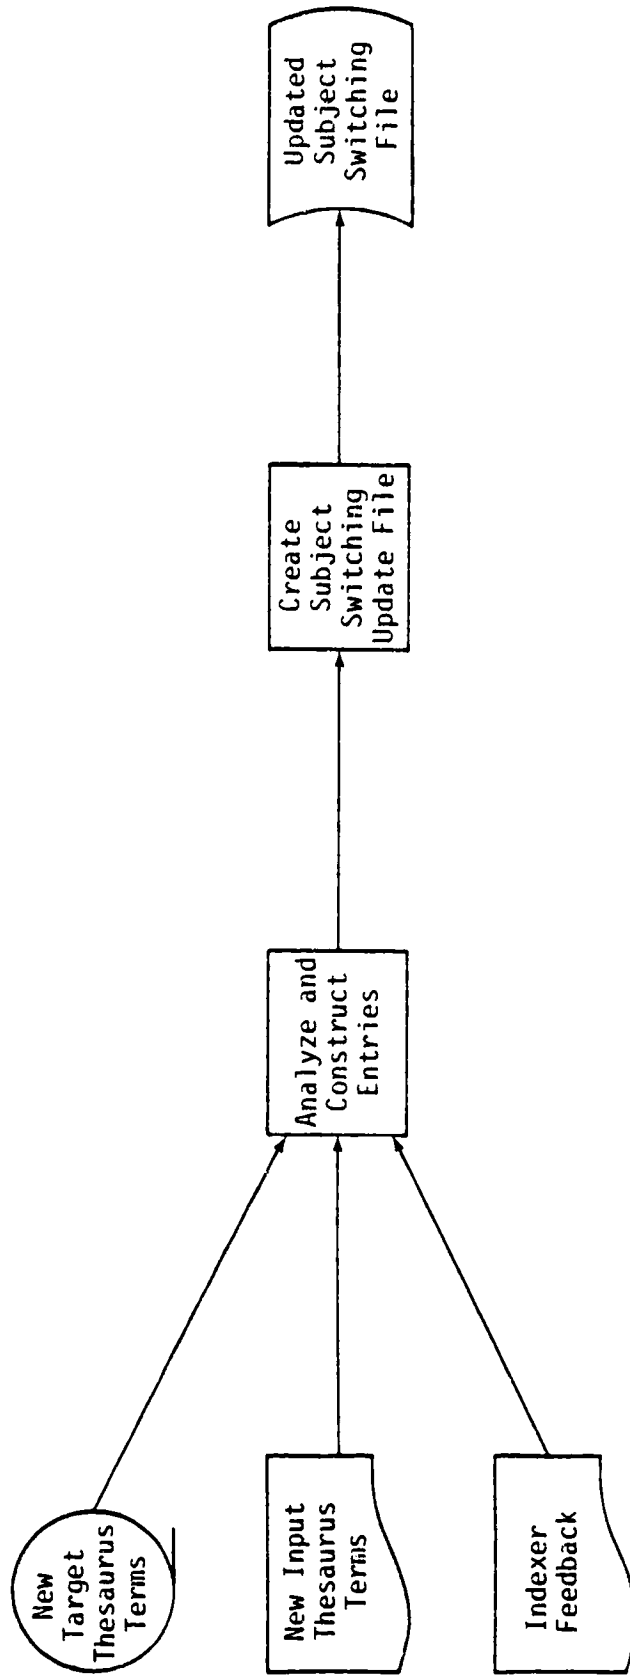 New
Target
Thesaurus
Terms
New Input
Thesaurus
Terms
Indexer
Feedback
Analyze and
Construct
Entries
Create
Subject
Switching
Update File
Updated
Subject
Switching
File